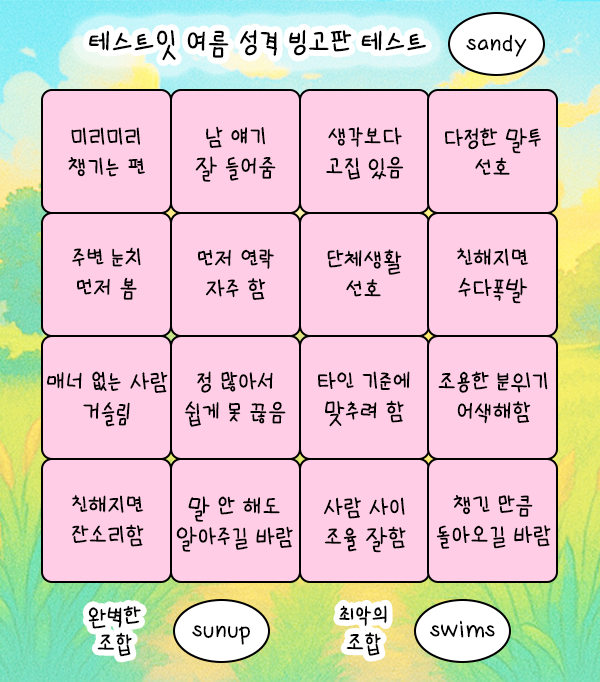 테스트잇 여름 성격 빙고판 테스트
sandy
미리미리
챙기는 편
남 얘기
잘 들어줌
생각보다
고집 있음
다정한 말투
선호
주변 눈치
먼저 봄
먼저 연락
자주 함
단체생활
선호
친해지면
수다폭발
매너 없는 사람
거슬림
정 많아서
쉽게 못 끊음
타인 기준에
맞추려 함
조용한 분위기
어색해함
친해지면
잔소리함
말 안 해도
알아주길 바람
사람 사이
조율 잘함
챙긴 만큼
돌아오길 바람
완벽한
조합
sunup
최악의
조합
swims